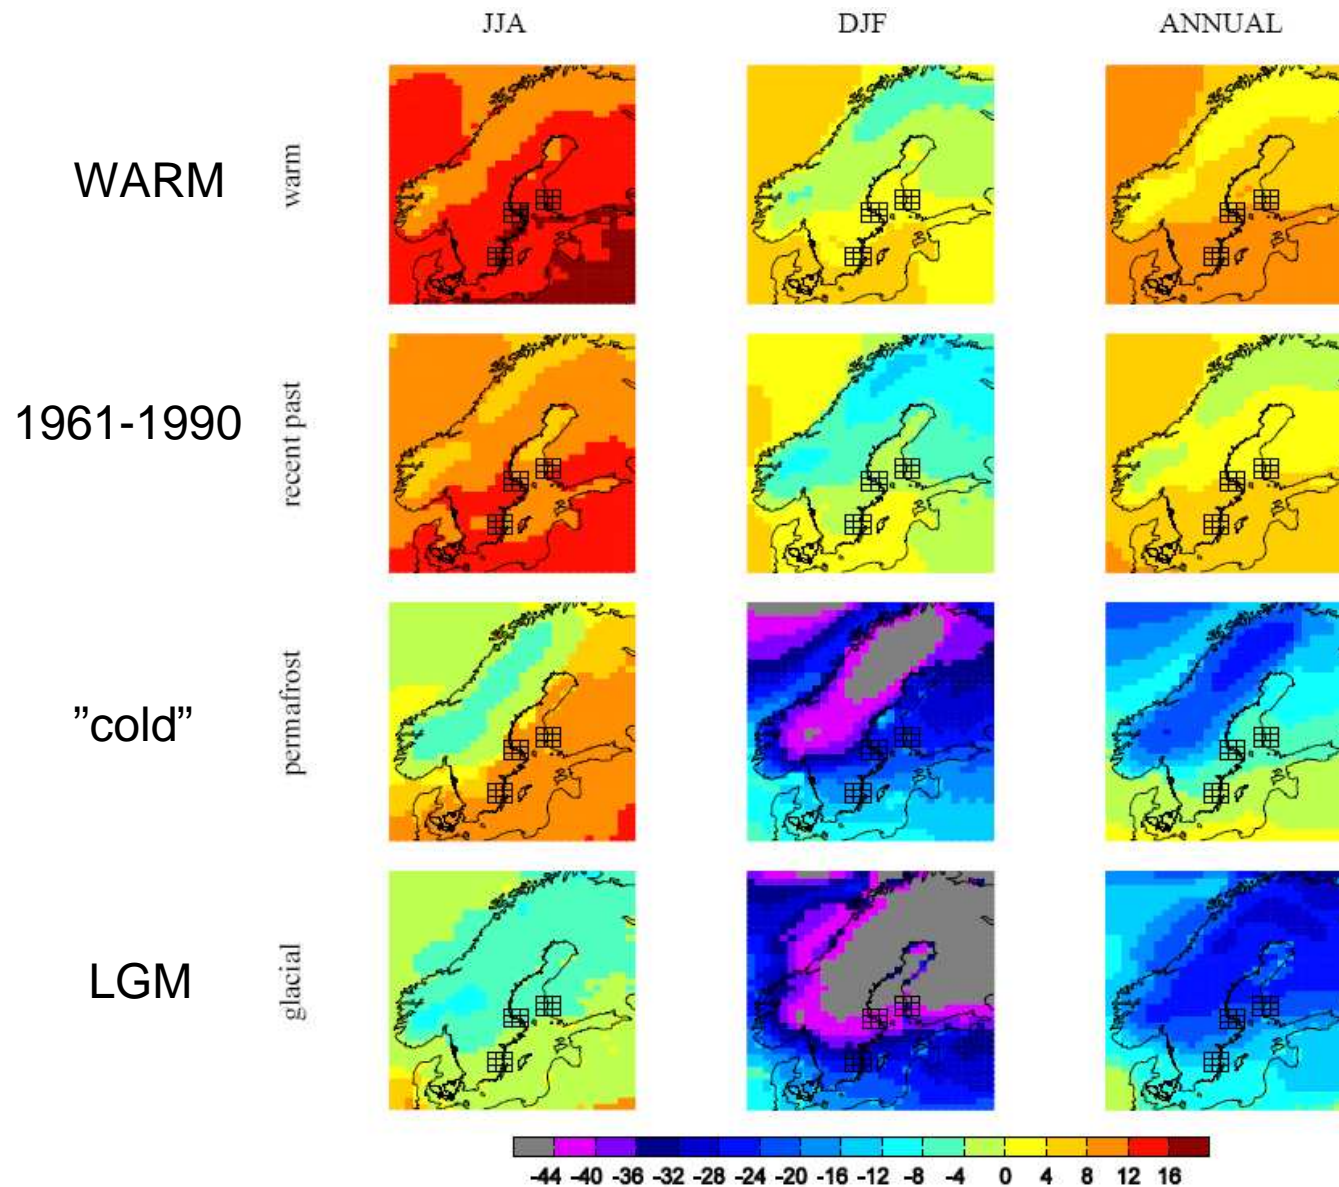 JJA DJF ANNUAL
WARM warm
1961-1990 recent past
”cold” permafrost
LGM glacial
-44 -40 -36 -32 -28 -24 -20 -16 -12 -8 -4 0 4 8 12 16